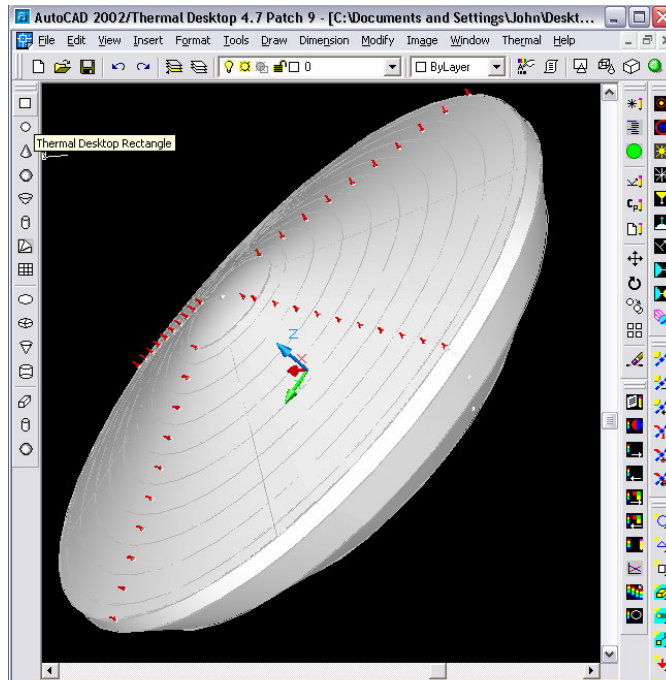 AutoCAD 2002/Thermal Desktop 4.7 Patch 9 - [C:\Documents and Settings\John\Deskt...
File Edit View Insert Format Tools Draw Dimension Modify Image Window Thermal Help
0 ByLayer
Thermal Desktop Rectangle
Cp
Z
X